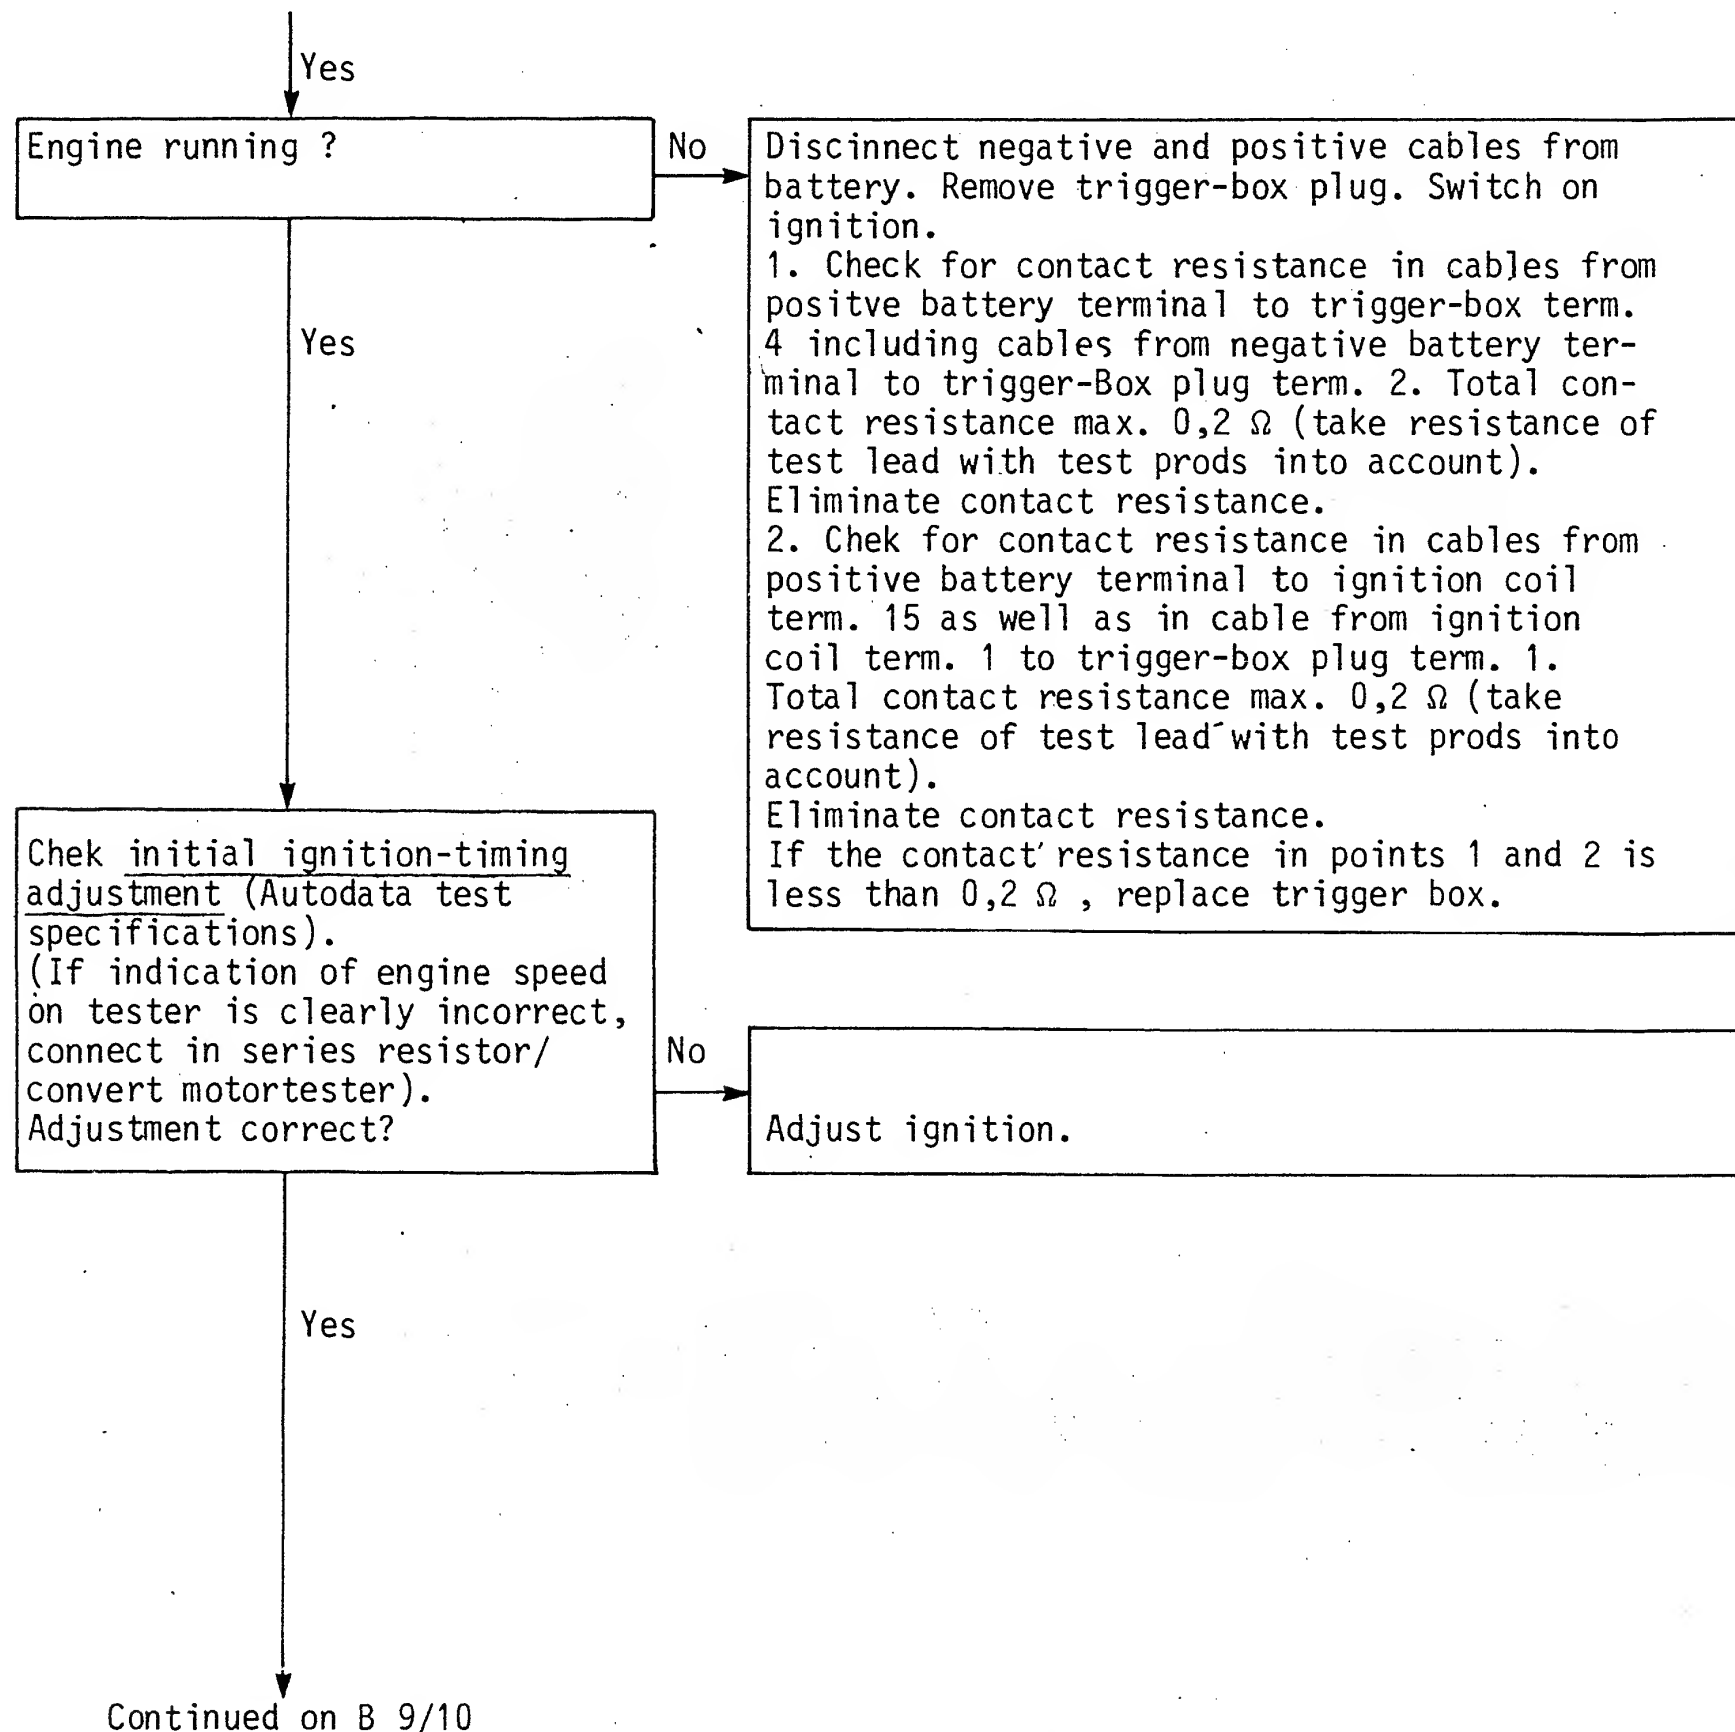 Yes
Engine running ?
No
Discinnect negative and positive cables from
battery. Remove trigger-box plug. Switch on
ignition.
1. Check for contact resistance in cables from
positve battery terminal to trigger-box term.
4 including cables from negative battery ter-
minal to trigger-Box plug term. 2. Total con-
tact resistance max. 0,2 Ω (take resistance of
test lead with test prods into account).
Eliminate contact resistance.
2. Chek for contact resistance in cables from
positive battery terminal to ignition coil
term. 15 as well as in cable from ignition
coil term. 1 to trigger-box plug term. 1.
Total contact resistance max. 0,2 Ω (take
resistance of test lead with test prods into
account).
Eliminate contact resistance.
If the contact resistance in points 1 and 2 is
less than 0,2 Ω , replace trigger box.
Yes
Chek initial ignition-timing
adjustment (Autodata test
specifications).
(If indication of engine speed
on tester is clearly incorrect,
connect in series resistor/
convert motortester).
Adjustment correct?
No
Adjust ignition.
Yes
Continued on B 9/10